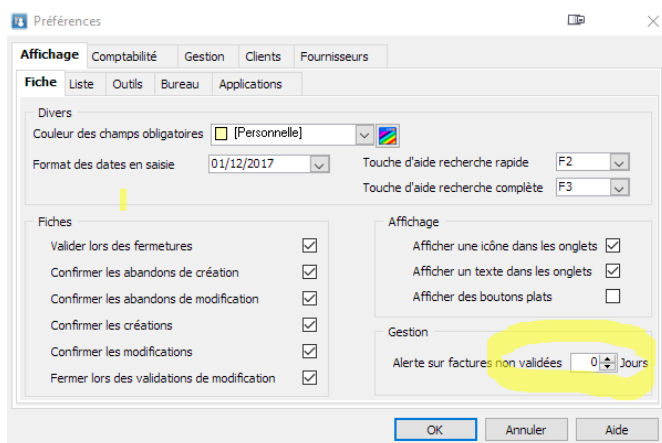 Préférences
Affichage Comptabilité Gestion Clients Fournisseurs
Fiche Liste Outils Bureau Applications
Divers
Couleur des champs obligatoires [Personnelle]
Format des dates en saisie 01/12/2017 Touche d'aide recherche rapide F2
Touche d'aide recherche complète F3
Fiches
Valider lors des fermetures
Confirmer les abandons de création
Confirmer les abandons de modification
Confirmer les créations
Confirmer les modifications
Fermer lors des validations de modification
Affichage
Afficher une icône dans les onglets
Afficher un texte dans les onglets
Afficher des boutons plats
Gestion
Alerte sur factures non validées 0 Jours
OK Annuler Aide